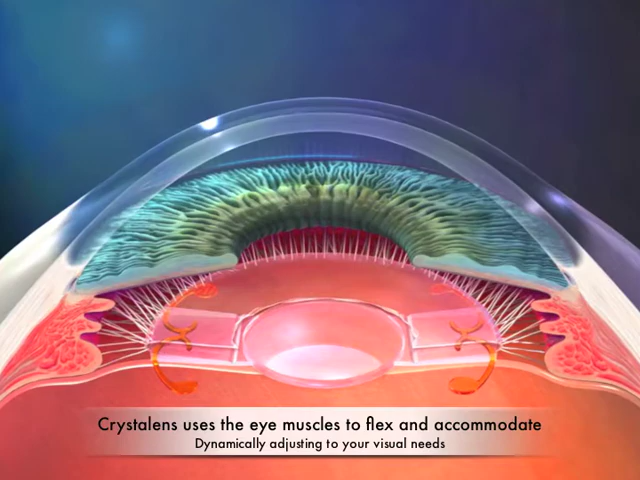 Crystalens uses the eye muscles to flex and accommodate
Dynamically adjusting to your visual needs